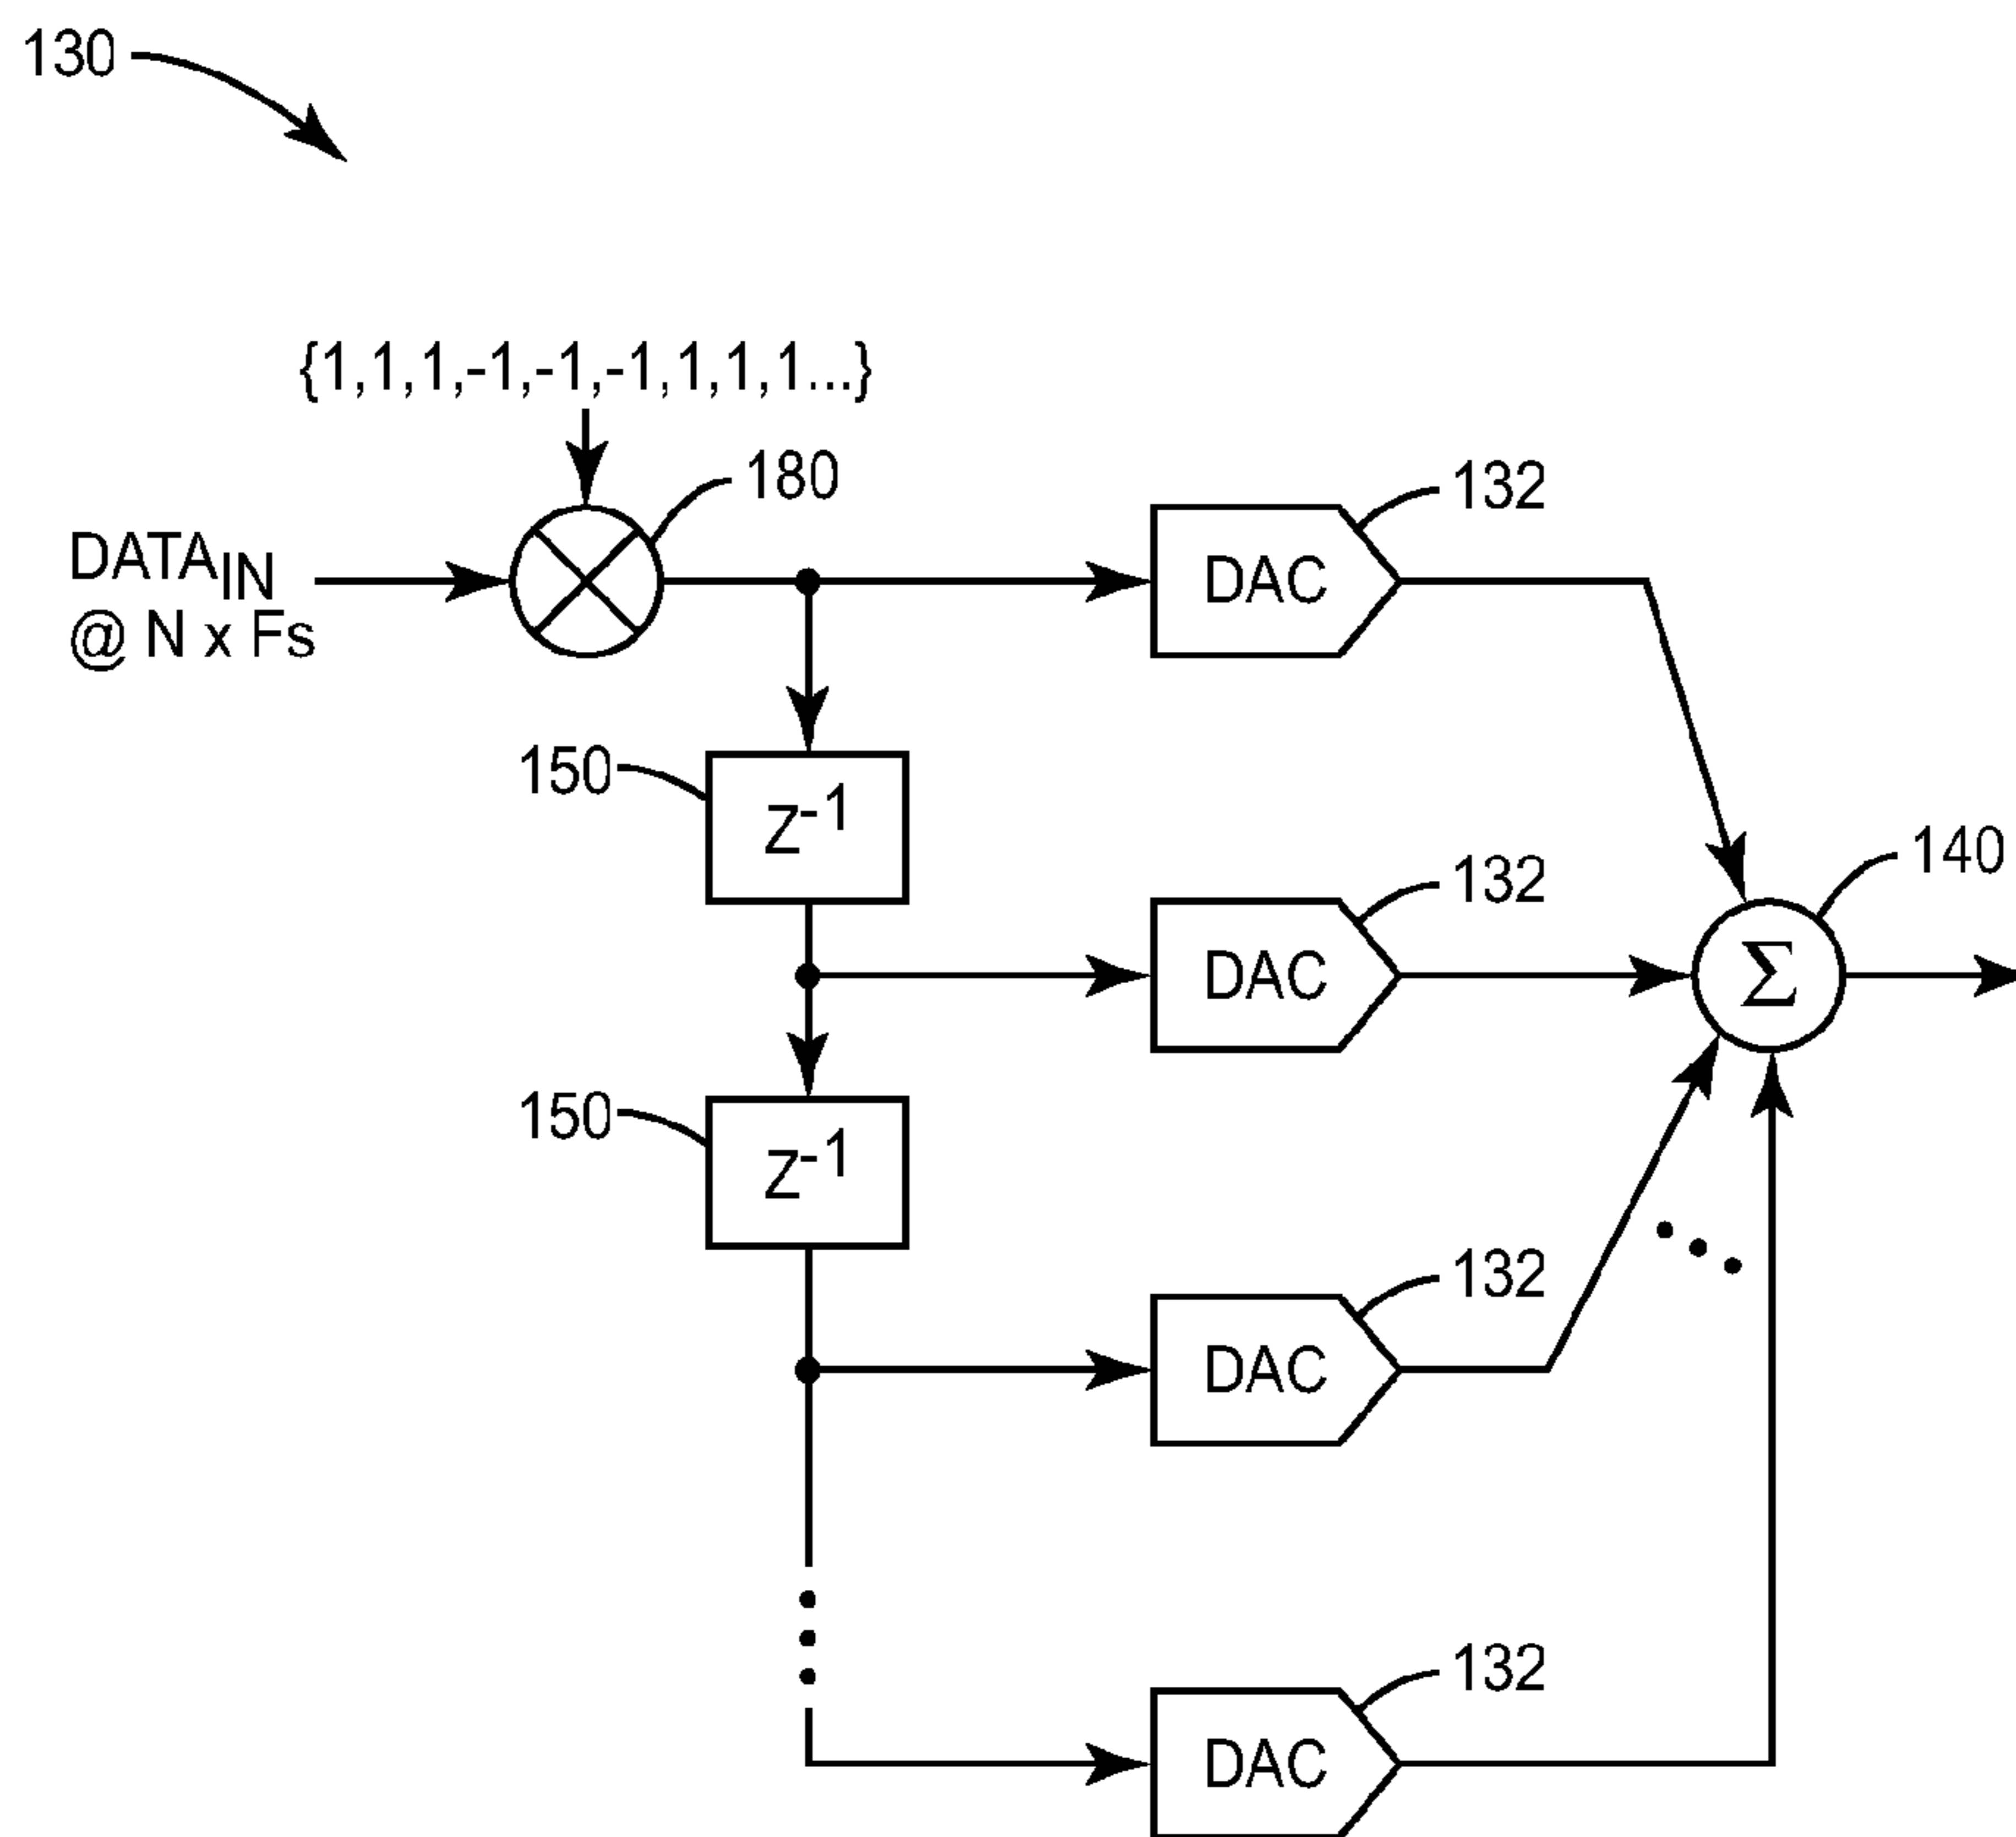 130
{1,1,1,-1,-1,-1,1,1,1...}
180
132
DATAIN
@ N x Fs
DAC
150
Z-1
132
140
DAC
Σ
150
Z-1
132
DAC
132
DAC